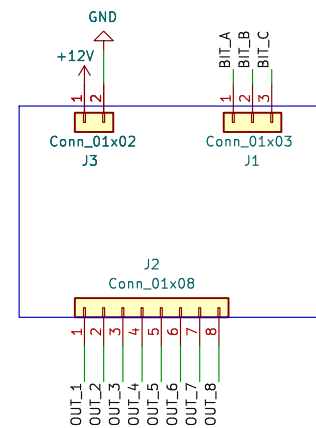 GND
+12V
1
2
Conn_01x02
J3
BIT_A
BIT_B
BIT_C
1
2
3
Conn_01x03
J1
J2
Conn_01x08
1
2
3
4
5
6
7
8
OUT_1
OUT_2
OUT_3
OUT_4
OUT_5
OUT_6
OUT_7
OUT_8